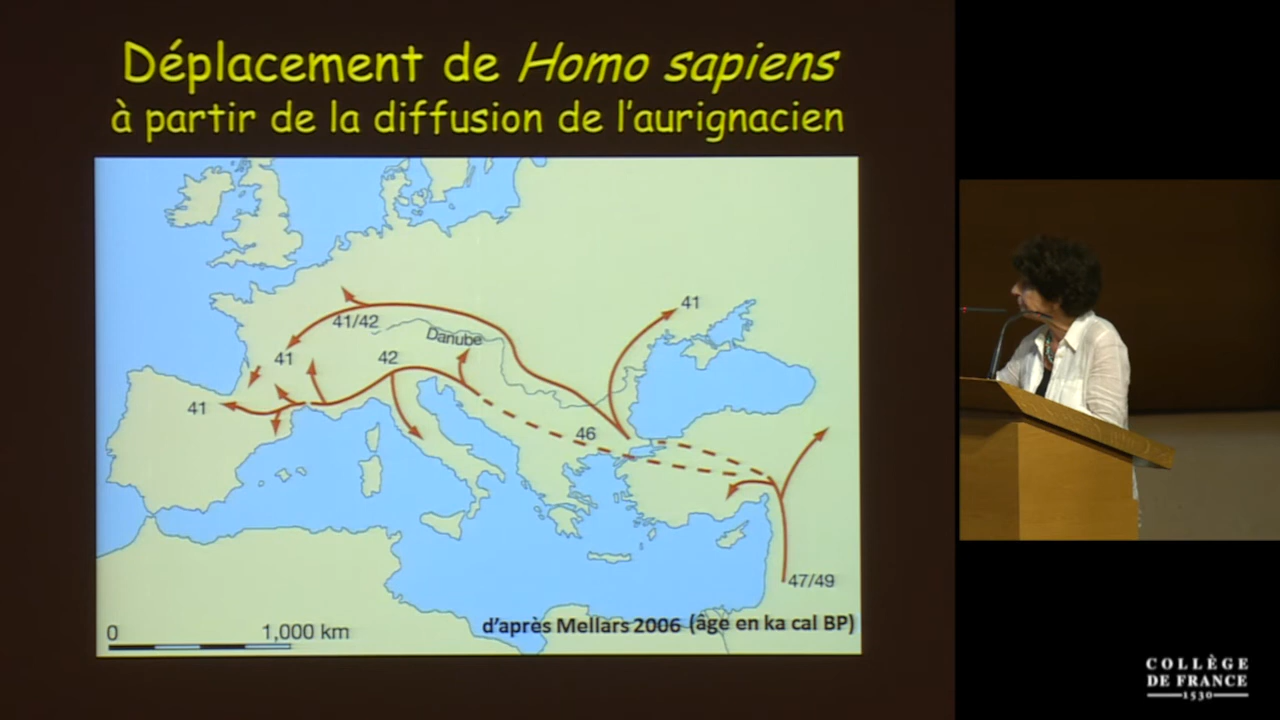 Déplacement de Homo sapiens
à partir de la diffusion de l'aurignacien
41
41/42
Danube
41
42
41
46
47/49
0 1,000 km
d'après Mellars 2006 (âge en ka cal BP)
COLLÈGE
DE FRANCE
1530